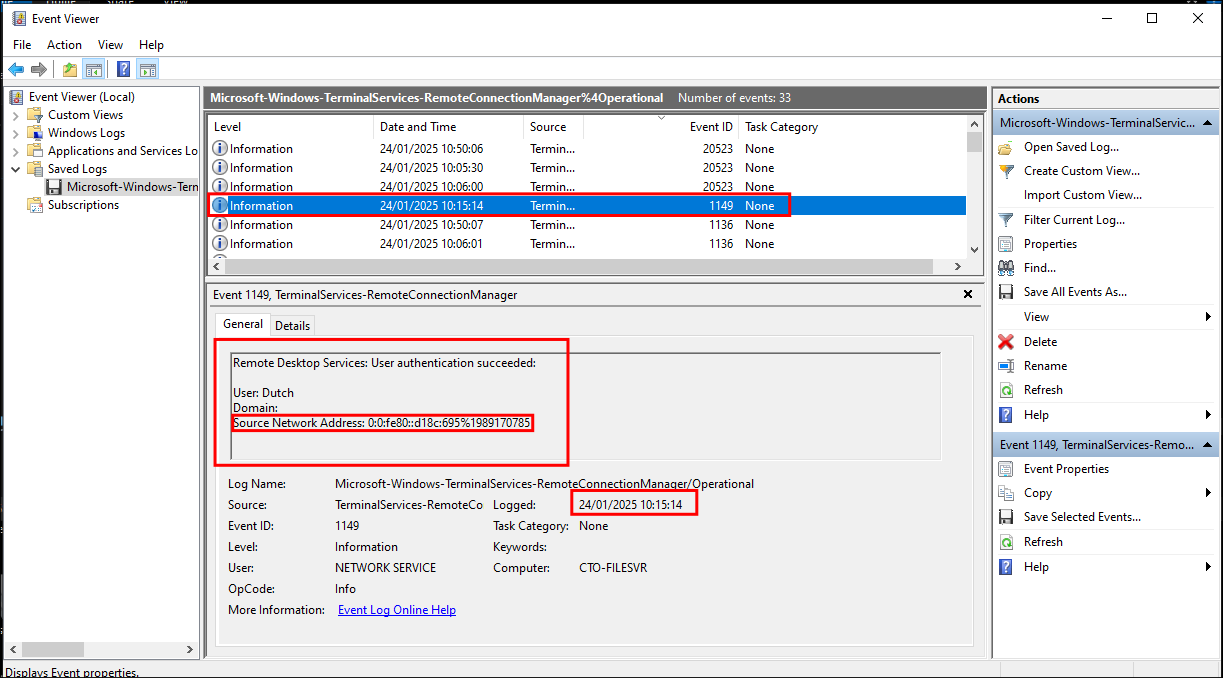 Event Viewer
File Action View Help
Event Viewer (Local)
Custom Views
Windows Logs
Applications and Services Lo
Saved Logs
Microsoft-Windows-Tern
Subscriptions
Microsoft-Windows-TerminalServices-RemoteConnectionManager%4Operational Number of events: 33
Level Date and Time Source Event ID Task Category
Information 24/01/2025 10:50:06 Termin... 20523 None
Information 24/01/2025 10:05:30 Termin... 20523 None
Information 24/01/2025 10:06:00 Termin... 20523 None
Information 24/01/2025 10:15:14 Termin... 1149 None
Information 24/01/2025 10:50:07 Termin... 1136 None
Information 24/01/2025 10:06:01 Termin... 1136 None
Event 1149, TerminalServices-RemoteConnectionManager
General Details
Remote Desktop Services: User authentication succeeded:
User: Dutch
Domain:
Source Network Address: 0:0:fe80::d18c:695%1989170785
Log Name: Microsoft-Windows-TerminalServices-RemoteConnectionManager/Operational
Source: TerminalServices-RemoteCo Logged: 24/01/2025 10:15:14
Event ID: 1149 Task Category: None
Level: Information Keywords:
User: NETWORK SERVICE Computer: CTO-FILESVR
OpCode: Info
More Information: Event Log Online Help
Actions
Microsoft-Windows-TerminalServic...
Open Saved Log...
Create Custom View...
Import Custom View...
Filter Current Log...
Properties
Find...
Save All Events As...
View
Delete
Rename
Refresh
Help
Event 1149, TerminalServices-Remo...
Event Properties
Copy
Save Selected Events...
Refresh
Help
Displays Event properties.